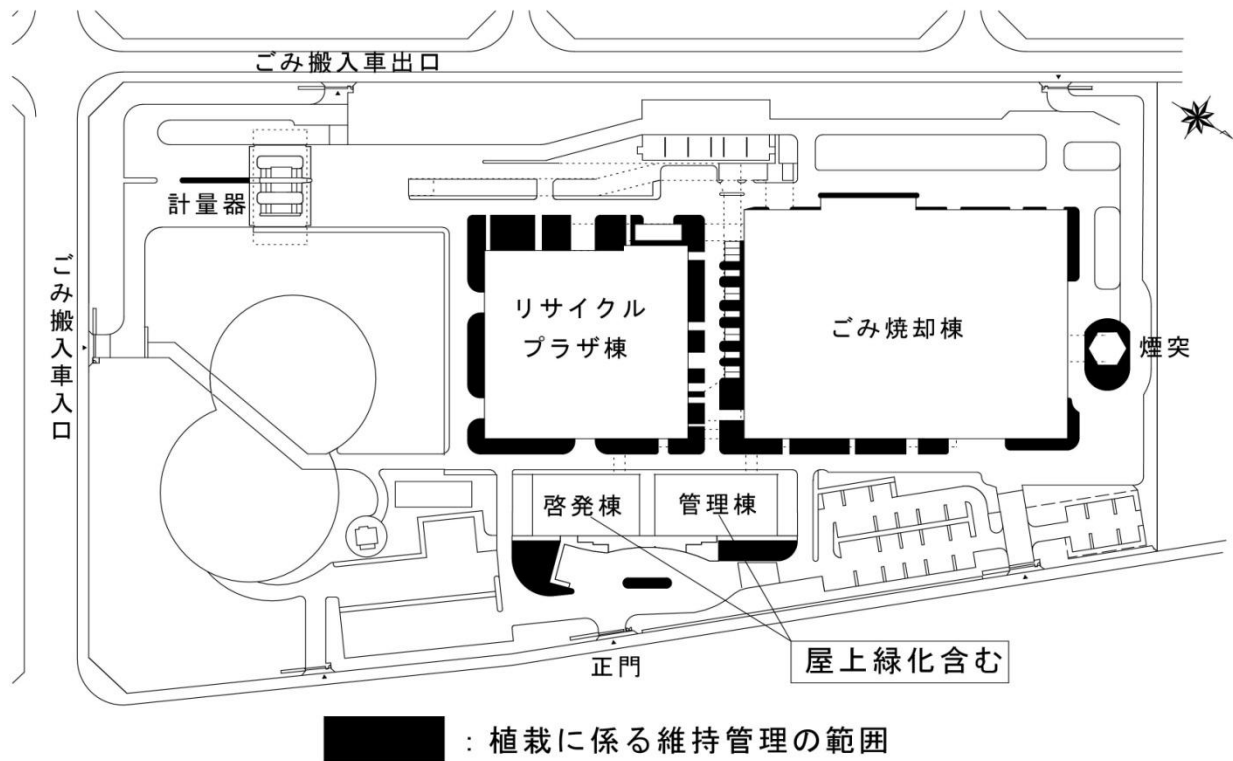 ごみ搬入車出口
計量器
ごみ搬入車入口
リサイクル
プラザ棟
ごみ焼却棟
煙突
啓発棟
管理棟
屋上緑化含む
正門
：植栽に係る維持管理の範囲